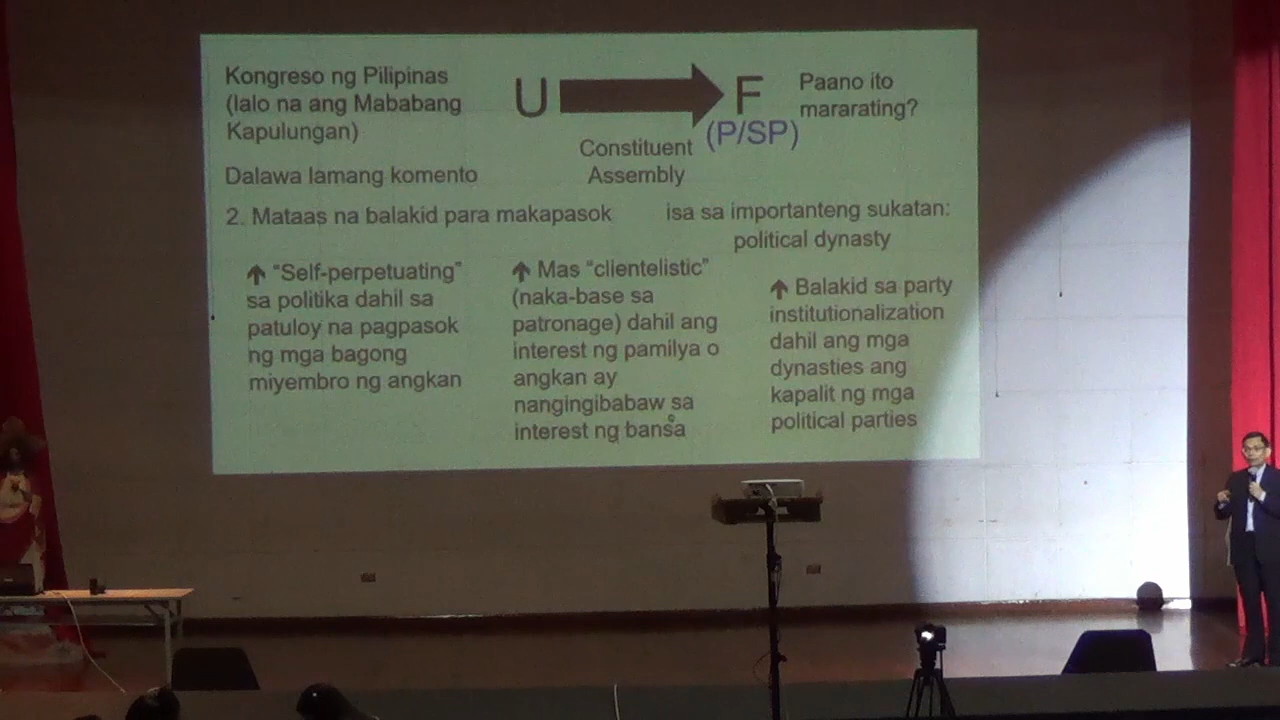 Kongreso ng Pilipinas
(lalo na ang Mababang
Kapulungan)
U
F
(P/SP)
Paano ito
mararating?
Constituent
Assembly
Dalawa lamang komento
2. Mataas na balakid para makapasok
isa sa importanteng sukatan:
political dynasty
↑ “Self-perpetuating”
sa politika dahil sa
patuloy na pagpasok
ng mga bagong
miyembro ng angkan
↑ Mas “clientelistic”
(naka-base sa
patronage) dahil ang
interest ng pamilya o
angkan ay
nangingibabaw sa
interest ng bansa
↑ Balakid sa party
institutionalization
dahil ang mga
dynasties ang
kapalit ng mga
political parties